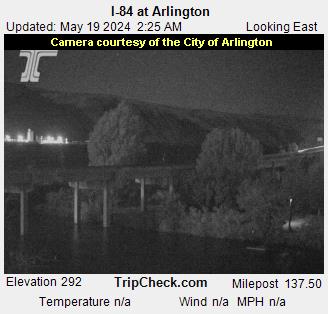 I-84 at Arlington
Updated: May 19 2024 2:25 AM Looking East
Camera courtesy of the City of Arlington
Elevation 292 TripCheck.com Milepost 137.50
Temperature n/a Wind n/a MPH n/a